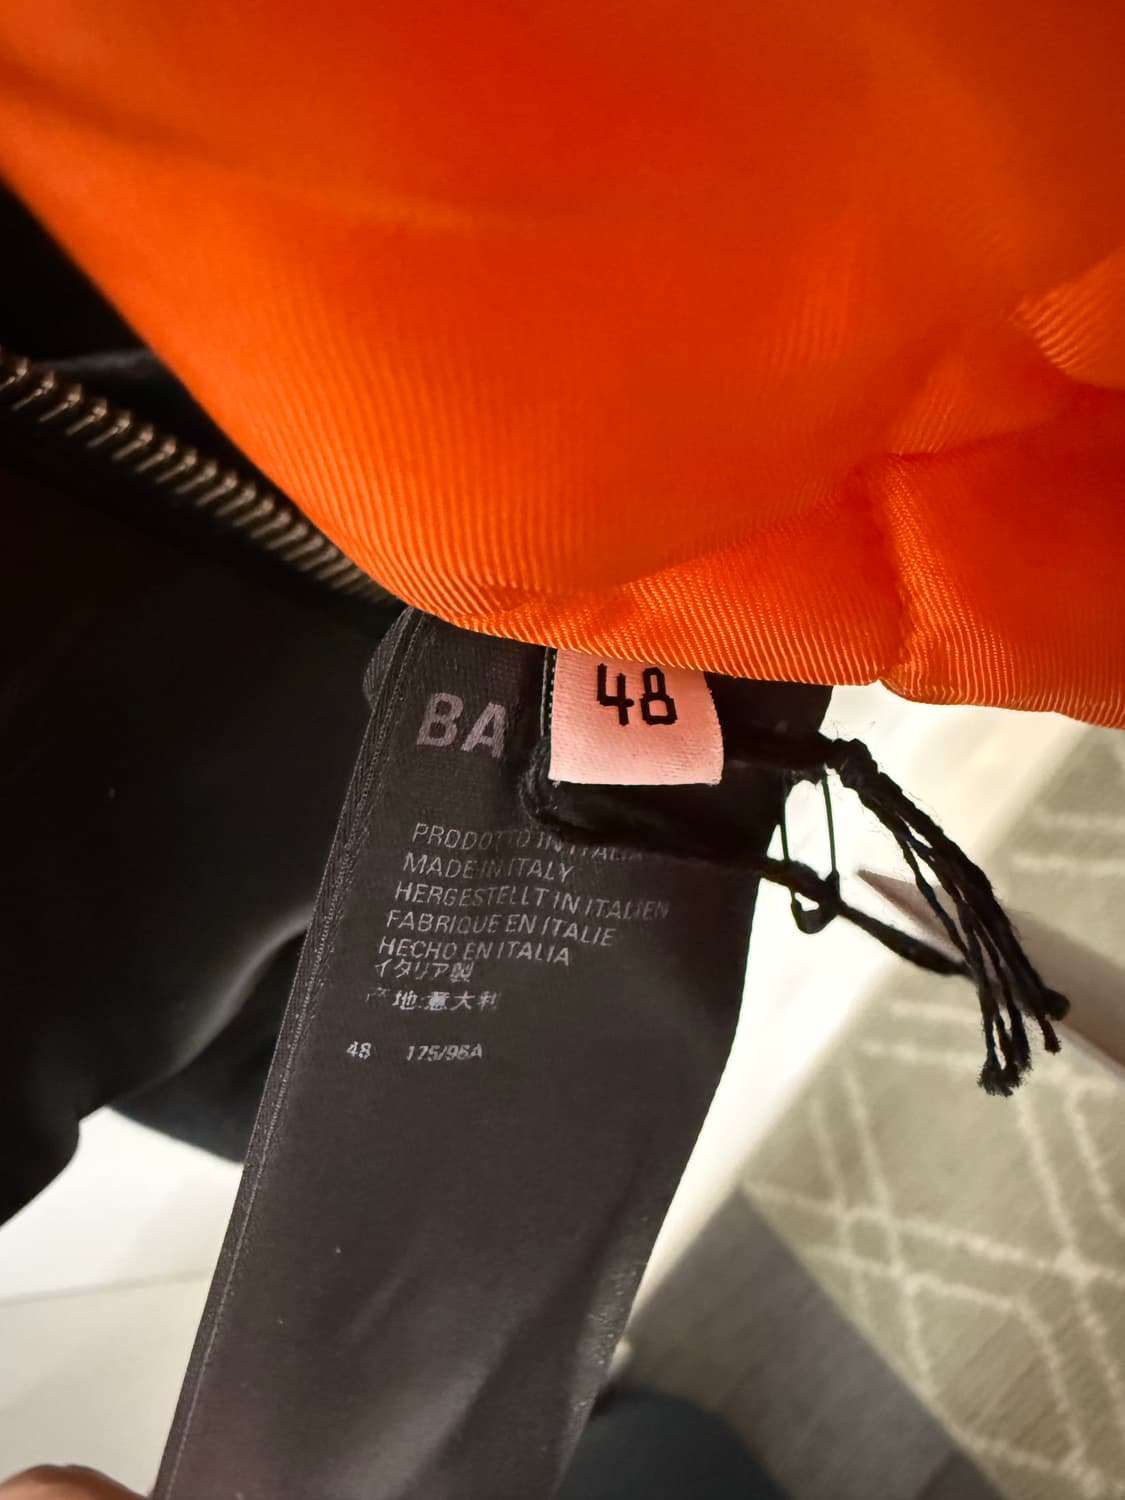 48
BA
PRODOTTO IN ITALIA
MADE IN ITALY
HERGESTELLT IN ITALIEN
FABRIQUE EN ITALIE
HECHO EN ITALIA
イタリア製
产地:意大利
48 175/96A